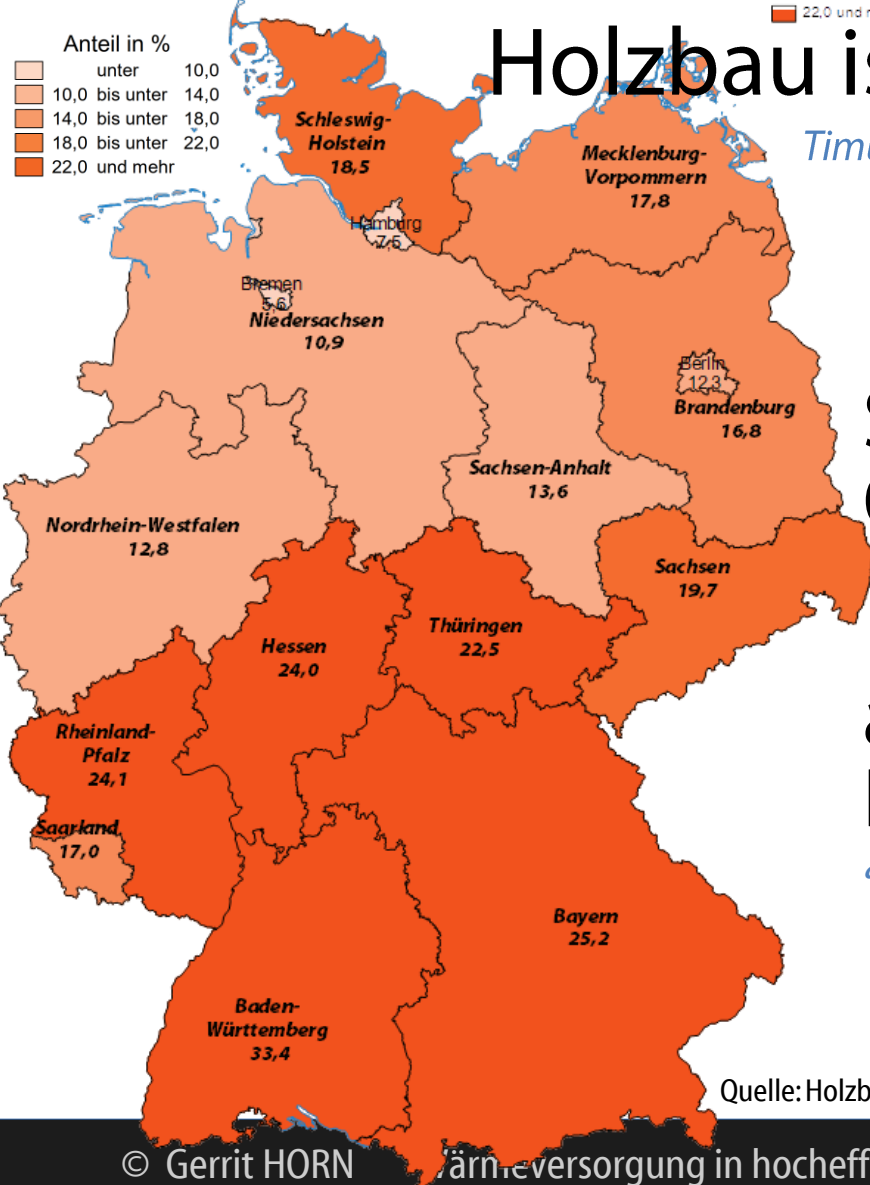 22,0 und
Holzbau
Anteil in %
unter 10,0
10,0 bis unter 14,0
14,0 bis unter 18,0
18,0 bis unter 22,0
22,0 und mehr
Schleswig-
Holstein
18,5
Mecklenburg-
Vorpommern
17,8
Hamburg
7,5
Bremen
5,6
Niedersachsen
10,9
Berlin
12,3
Brandenburg
16,8
Sachsen-Anhalt
13,6
Nordrhein-Westfalen
12,8
Sachsen
19,7
Thüringen
22,5
Hessen
24,0
Rheinland-
Pfalz
24,1
Saarland
17,0
Bayern
25,2
Baden-
Württemberg
33,4
Quelle:
© Gerrit HORN ärmeversorgung in